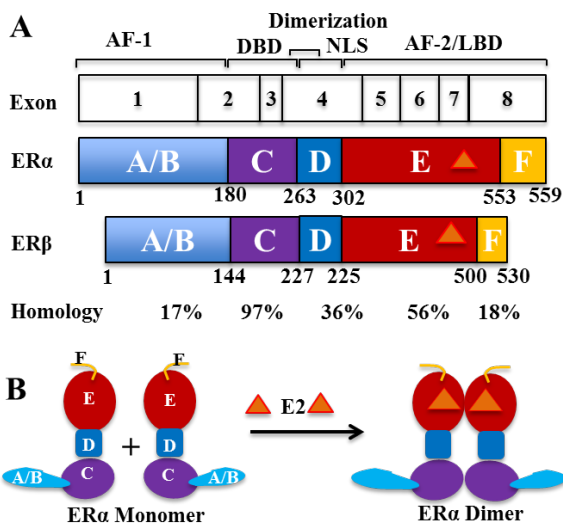 A
Dimerization
AF-1 DBD NLS AF-2/LBD
Exon 1 2 3 4 5 6 7 8
ERα A/B C D E F
1 180 263 302 553 559
ERβ A/B C D E F
1 144 227 225 500 530
Homology 17% 97% 36% 56% 18%
B
F F
E E
E2
D + D
A/B C C A/B
ERα Monomer ERα Dimer